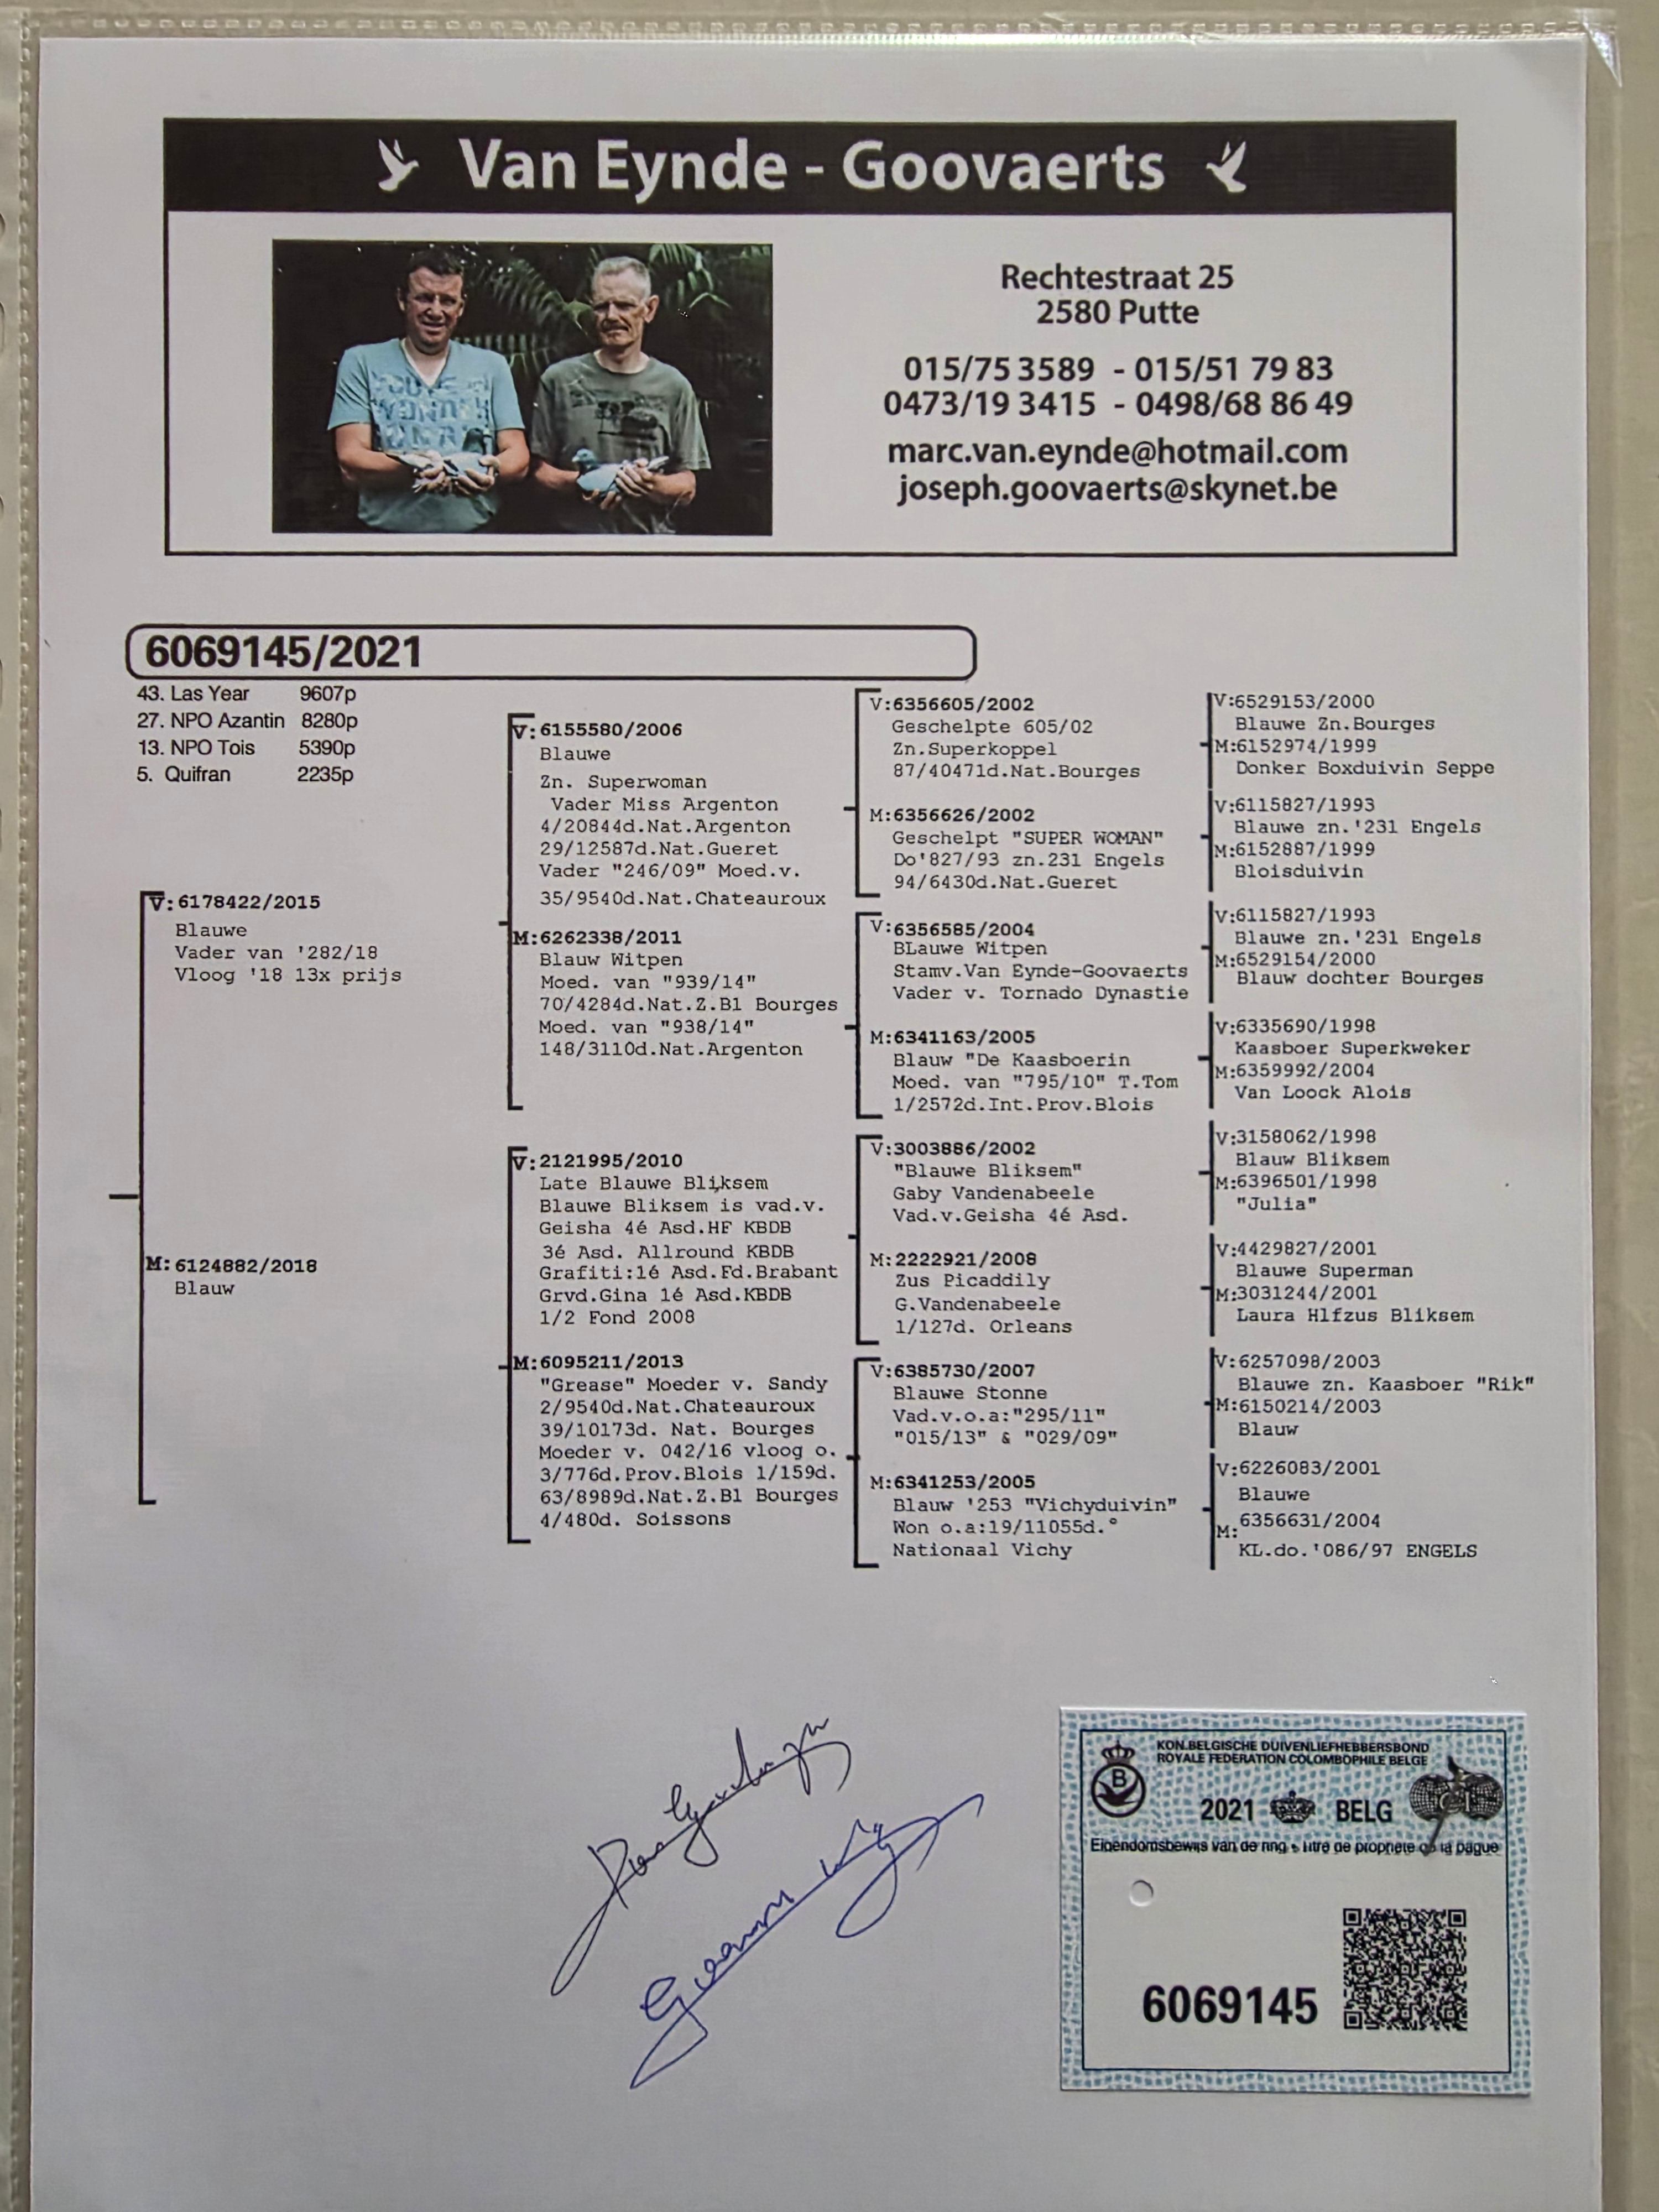 Van Eynde - Goovaerts
Rechtestraat 25
2580 Putte
015/75 3589 - 015/51 79 83
0473/19 3415 - 0498/68 86 49
marc.van.eynde@hotmail.com
joseph.goovaerts@skynet.be
6069145/2021
43. Las Year 9607p
27. NPO Azantin 8280p
13. NPO Tois 5390p
5. Quifran 2235p
V: 6178422/2015
Blauwe
Vader van '282/18
Vloog '18 13x prijs
M: 6124882/2018
Blauw
V: 6155580/2006
Blauwe
Zn. Superwoman
Vader Miss Argenton
4/20844d.Nat.Argenton
29/12587d.Nat.Gueret
Vader "246/09" Moed.v.
35/9540d.Nat.Chateauroux
M:6262338/2011
Blauw Witpen
Moed. van "939/14"
70/4284d.Nat.Z.B1 Bourges
Moed. van "938/14"
148/3110d.Nat.Argenton
V: 2121995/2010
Late Blauwe Bliksem
Blauwe Bliksem is vad.v.
Geisha 4é Asd.HF KBDB
3é Asd. Allround KBDB
Grafiti:1é Asd.Fd.Brabant
Grvd.Gina 1é Asd.KBDB
1/2 Fond 2008
M:6095211/2013
"Grease" Moeder v. Sandy
2/9540d.Nat.Chateauroux
39/10173d. Nat. Bourges
Moeder v. 042/16 vloog o.
3/776d.Prov.Blois 1/159d.
63/8989d.Nat.Z.B1 Bourges
4/480d. Soissons
V:6356605/2002
Geschelpte 605/02
Zn.Superkoppel
87/40471d.Nat.Bourges
M:6356626/2002
Geschelpt "SUPER WOMAN"
Do'827/93 zn.231 Engels
94/6430d.Nat.Gueret
V:6356585/2004
BLauwe Witpen
Stamv.Van Eynde-Goovaerts
Vader v. Tornado Dynastie
M:6341163/2005
Blauw "De Kaasboerin
Moed. van "795/10" T.Tom
1/2572d.Int.Prov.Blois
V:3003886/2002
"Blauwe Bliksem"
Gaby Vandenabeele
Vad.v.Geisha 4é Asd.
M:2222921/2008
Zus Picaddily
G.Vandenabeele
1/127d. Orleans
V:6385730/2007
Blauwe Stonne
Vad.v.o.a:"295/11"
"015/13" & "029/09"
M:6341253/2005
Blauw '253 "Vichyduivin"
Won o.a:19/11055d.°
Nationaal Vichy
V:6529153/2000
Blauwe Zn.Bourges
M:6152974/1999
Donker Boxduivin Seppe
V:6115827/1993
Blauwe zn.'231 Engels
M:6152887/1999
Bloisduivin
V:6115827/1993
Blauwe zn.'231 Engels
M:6529154/2000
Blauw dochter Bourges
V:6335690/1998
Kaasboer Superkweker
M:6359992/2004
Van Loock Alois
V:3158062/1998
Blauw Bliksem
M:6396501/1998
"Julia"
V:4429827/2001
Blauwe Superman
M:3031244/2001
Laura Hlfzus Bliksem
V:6257098/2003
Blauwe zn. Kaasboer "Rik"
M:6150214/2003
Blauw
V:6226083/2001
Blauwe
M: 6356631/2004
KL.do.'086/97 ENGELS
KON.BELGISCHE DUIVENLIEFHEBBERSBOND
ROYALE FEDERATION COLOMBOPHILE BELGE
B
2021 BELG
Eigendomsbewijs van de ring - titre de propriete de la bague
6069145